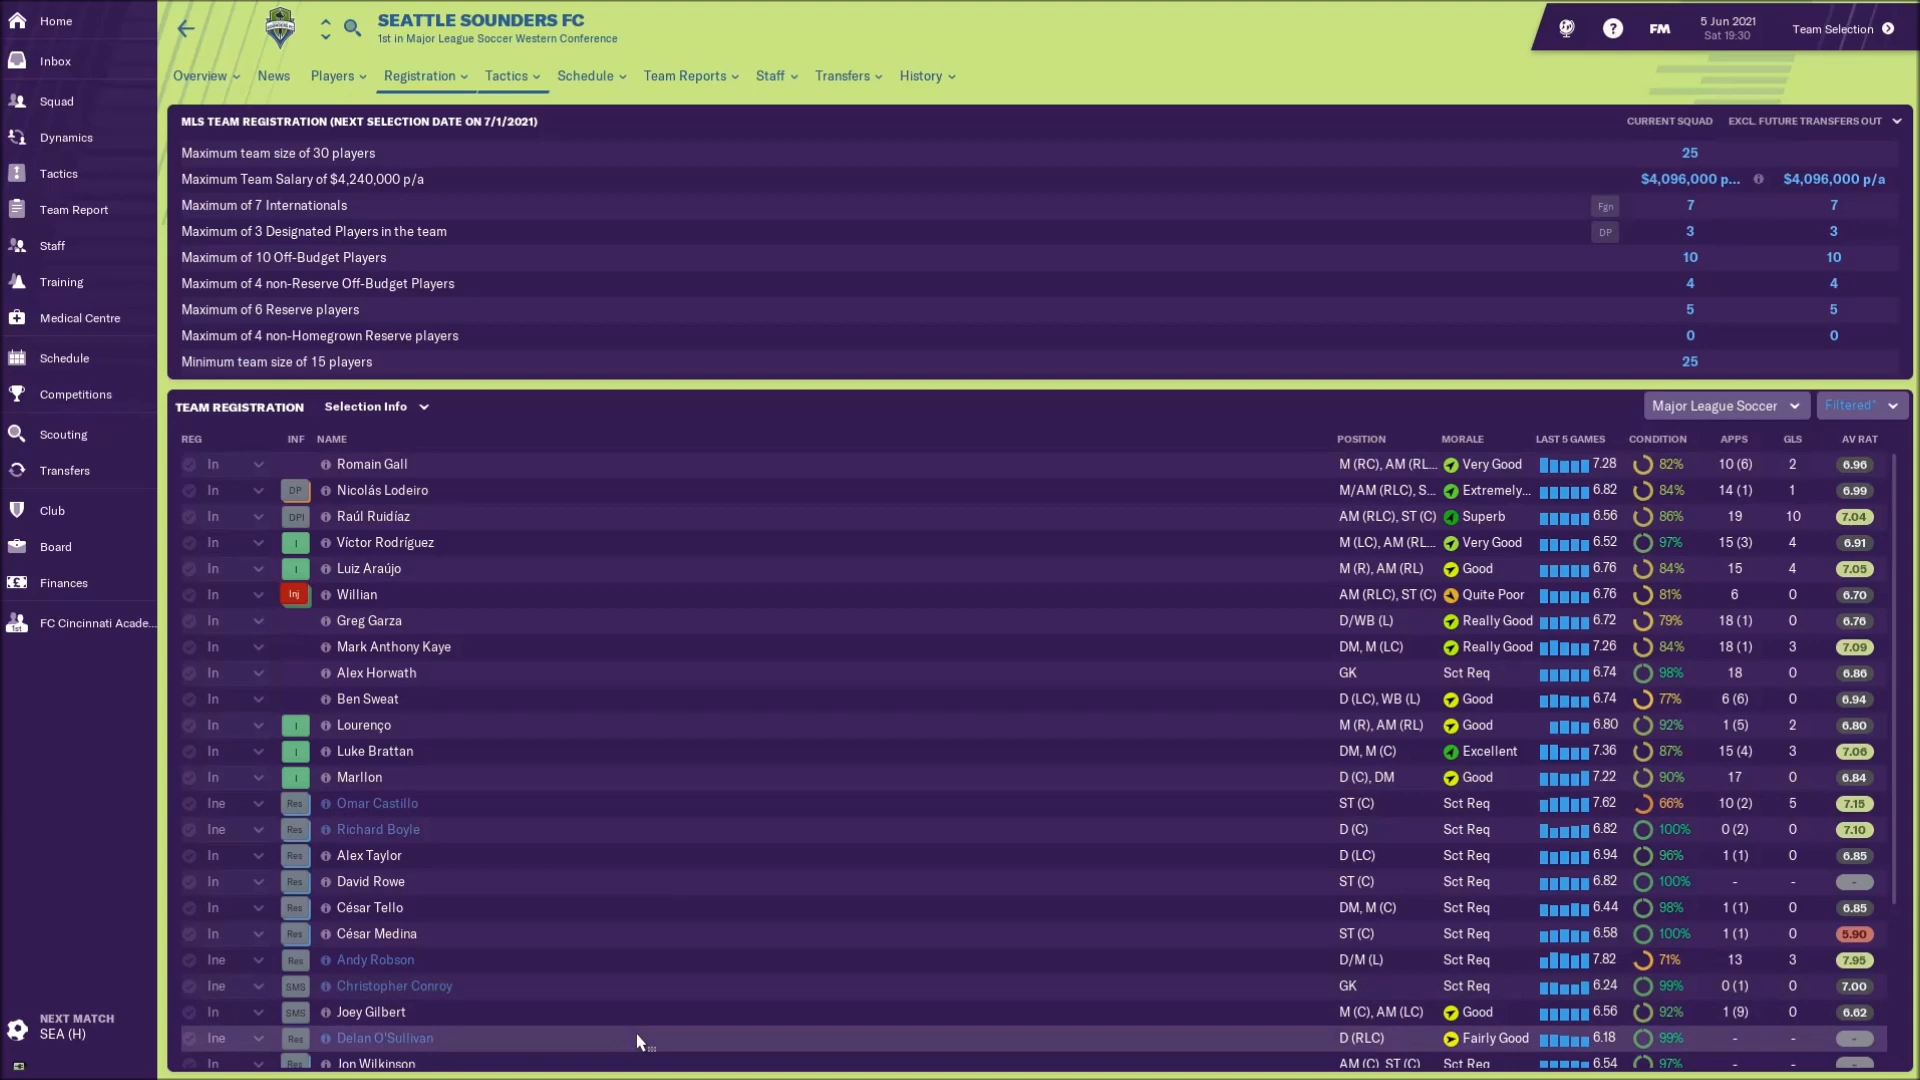 Home
Inbox
Squad
Dynamics
Tactics
Team Report
Staff
Training
Medical Centre
Schedule
Competitions
Scouting
Transfers
Club
Board
Finances
1st FC Cincinnati Acade...
NEXT MATCH
SEA (H)
SEATTLE SOUNDERS FC
1st in Major League Soccer Western Conference
? FM 5 Jun 2021 Team Selection
Sat 19:30
Overview News Players Registration Tactics Schedule Team Reports Staff Transfers History
MLS TEAM REGISTRATION (NEXT SELECTION DATE ON 7/1/2021) CURRENT SQUAD EXCL. FUTURE TRANSFERS OUT
Maximum team size of 30 players 25
Maximum Team Salary of $4,240,000 p/a $4,096,000 p... $4,096,000 p/a
Maximum of 7 Internationals Fgn 7 7
Maximum of 3 Designated Players in the team DP 3 3
Maximum of 10 Off-Budget Players 10 10
Maximum of 4 non-Reserve Off-Budget Players 4 4
Maximum of 6 Reserve players 5 5
Maximum of 4 non-Homegrown Reserve players 0 0
Minimum team size of 15 players 25
TEAM REGISTRATION Selection Info Major League Soccer Filtered*
REG INF NAME POSITION MORALE LAST 5 GAMES CONDITION APPS GLS AV RAT
In Romain Gall M (RC), AM (RL... Very Good 7.28 82% 10 (6) 2 6.96
In DP Nicolás Lodeiro M/AM (RLC), S... Extremely... 6.82 84% 14 (1) 1 6.99
In DPI Raúl Ruidíaz AM (RLC), ST (C) Superb 6.56 86% 19 10 7.04
In I Víctor Rodríguez M (LC), AM (RL... Very Good 6.52 97% 15 (3) 4 6.91
In I Luiz Araújo M (R), AM (RL) Good 6.76 84% 15 4 7.05
In Inj Willian AM (RLC), ST (C) Quite Poor 6.76 81% 6 0 6.70
In Greg Garza D/WB (L) Really Good 6.72 79% 18 (1) 0 6.76
In Mark Anthony Kaye DM, M (LC) Really Good 7.26 84% 18 (1) 3 7.09
In Alex Horwath GK Sct Req 6.74 98% 18 0 6.86
In Ben Sweat D (LC), WB (L) Good 6.74 77% 6 (6) 0 6.94
In I Lourenço M (R), AM (RL) Good 6.80 92% 1 (5) 2 6.80
In I Luke Brattan DM, M (C) Excellent 7.36 87% 15 (4) 3 7.06
In I Marllon D (C), DM Good 7.22 90% 17 0 6.84
Ine Res Omar Castillo ST (C) Sct Req 7.62 66% 10 (2) 5 7.15
Ine Res Richard Boyle D (C) Sct Req 6.82 100% 0 (2) 0 7.10
In Res Alex Taylor D (LC) Sct Req 6.94 96% 1 (1) 0 6.85
In Res David Rowe ST (C) Sct Req 6.82 100% - - -
In Res César Tello DM, M (C) Sct Req 6.44 98% 1 (1) 0 6.85
In Res César Medina ST (C) Sct Req 6.58 100% 1 (1) 0 5.90
Ine Res Andy Robson D/M (L) Sct Req 7.82 71% 13 3 7.95
Ine SMS Christopher Conroy GK Sct Req 6.24 99% 0 (1) 0 7.00
In SMS Joey Gilbert M (C), AM (LC) Good 6.56 92% 1 (9) 0 6.62
Ine Res Delan O'Sullivan D (RLC) Fairly Good 6.18 99% - - -
In Res Jon Wilkinson AM (C), ST (C) Sct Req 6.54 97% - - -